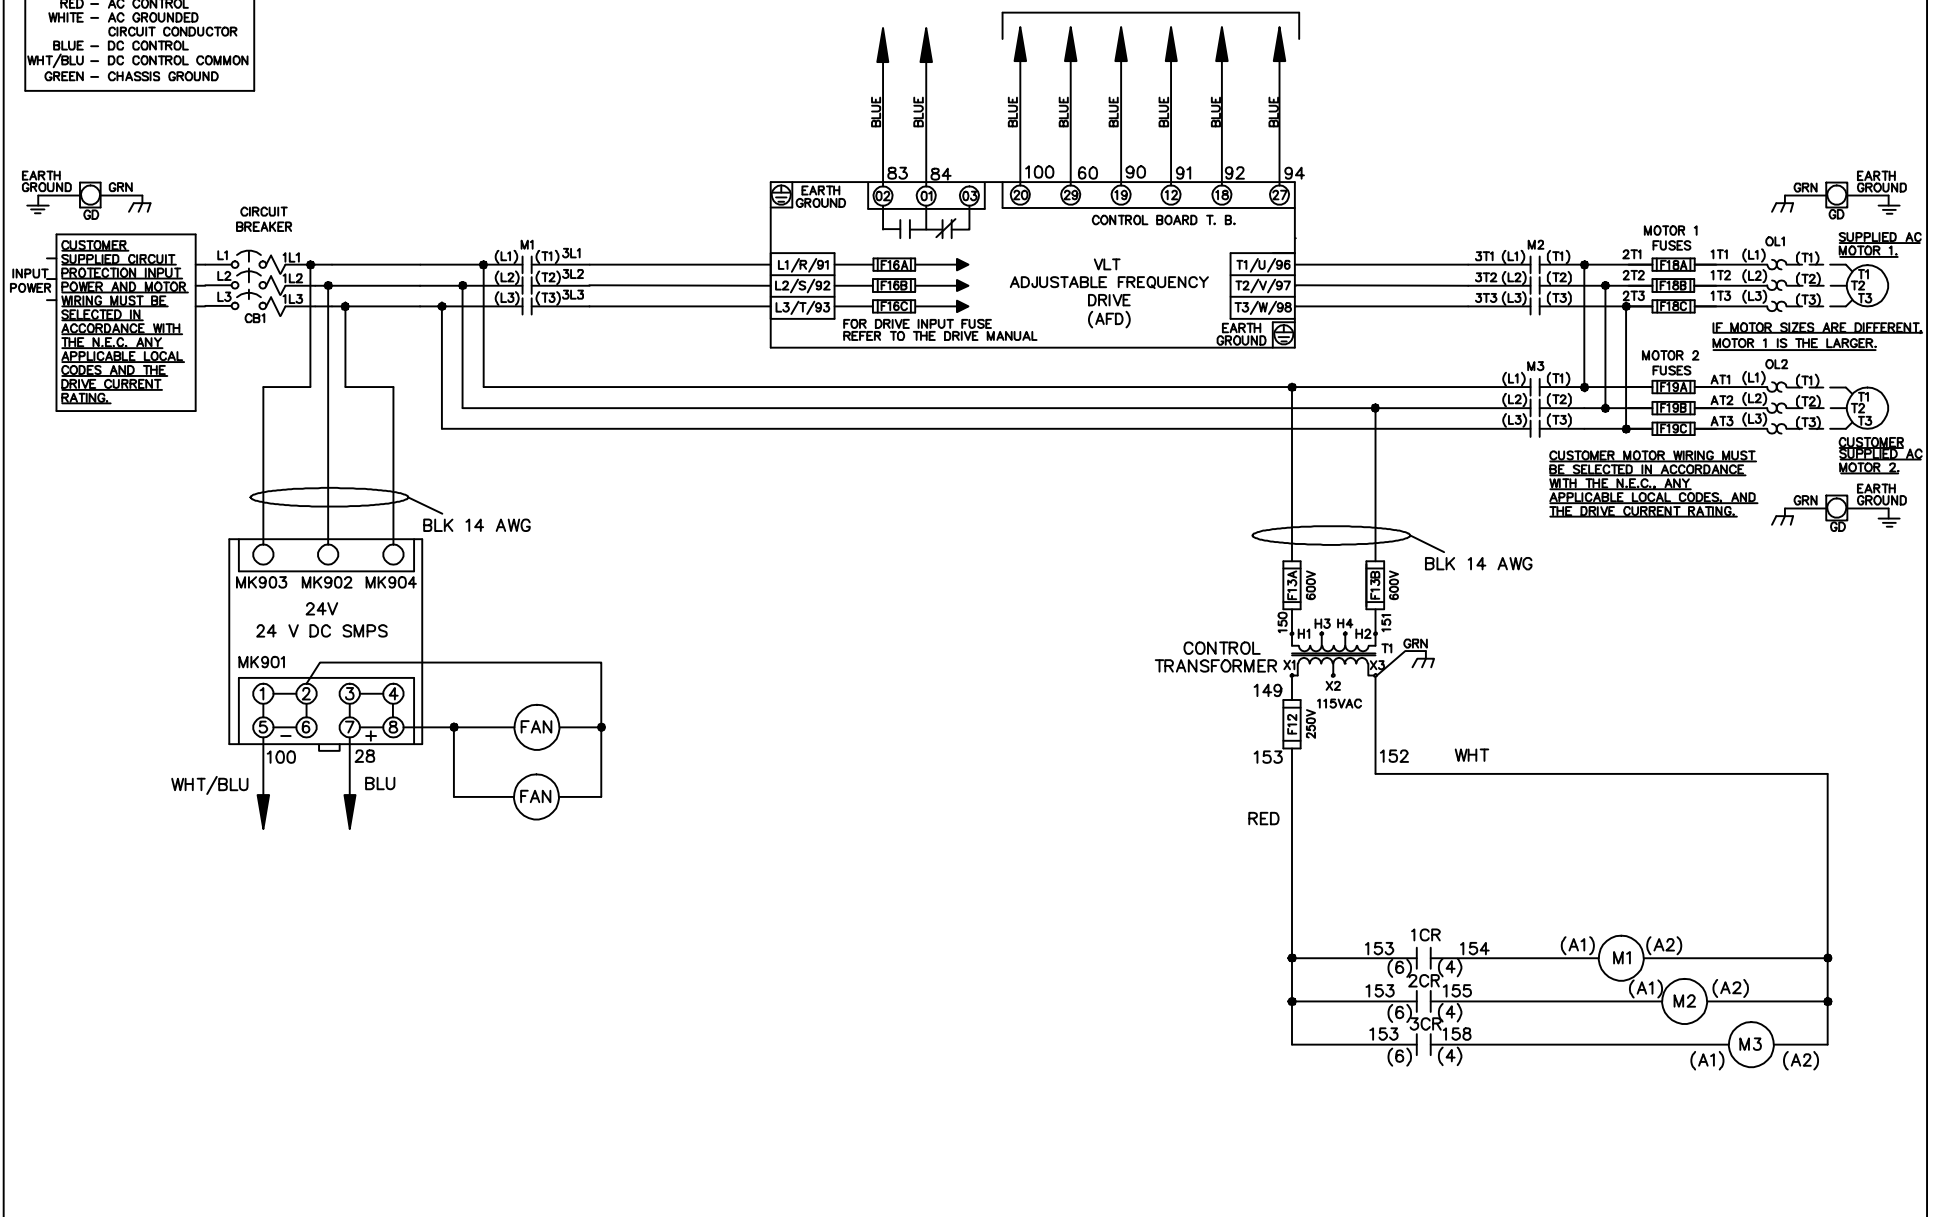 RED – AC CONTROL
WHITE – AC GROUNDED
CIRCUIT CONDUCTOR
BLUE – DC CONTROL
WHT/BLU – DC CONTROL COMMON
GREEN – CHASSIS GROUND
BLUE
BLUE
BLUE
BLUE
BLUE
BLUE
BLUE
BLUE
83
84
100
60
90
91
92
94
EARTH
GROUND
02
01
03
20
29
19
12
18
27
CONTROL BOARD T. B.
EARTH
GROUND
GRN
GD
CIRCUIT
BREAKER
INPUT
POWER
CUSTOMER
SUPPLIED CIRCUIT
PROTECTION INPUT
POWER AND MOTOR
WIRING MUST BE
SELECTED IN
ACCORDANCE WITH
THE N.E.C. ANY
APPLICABLE LOCAL
CODES AND THE
DRIVE CURRENT
RATING.
L1
1L1
L2
1L2
L3
1L3
CB1
M1
(L1) (T1) 3L1
(L2) (T2) 3L2
(L3) (T3) 3L3
L1/R/91
F16A
L2/S/92
F16B
L3/T/93
F16C
FOR DRIVE INPUT FUSE
REFER TO THE DRIVE MANUAL
VLT
ADJUSTABLE FREQUENCY
DRIVE
(AFD)
T1/U/96
T2/V/97
T3/W/98
EARTH
GROUND
M2
3T1 (L1) (T1)
3T2 (L2) (T2)
3T3 (L3) (T3)
2T1
2T2
2T3
MOTOR 1
FUSES
F18A
F18B
F18C
1T1 (L1)
1T2 (L2)
1T3 (L3)
OL1
(T1)
(T2)
(T3)
GRN
GD
EARTH
GROUND
SUPPLIED AC
MOTOR 1.
T1
T2
T3
IF MOTOR SIZES ARE DIFFERENT,
MOTOR 1 IS THE LARGER.
M3
(L1) (T1)
(L2) (T2)
(L3) (T3)
MOTOR 2
FUSES
F19A
F19B
F19C
AT1 (L1)
AT2 (L2)
AT3 (L3)
OL2
(T1)
(T2)
(T3)
T1
T2
T3
CUSTOMER
SUPPLIED AC
MOTOR 2.
CUSTOMER MOTOR WIRING MUST
BE SELECTED IN ACCORDANCE
WITH THE N.E.C., ANY
APPLICABLE LOCAL CODES, AND
THE DRIVE CURRENT RATING.
GRN
GD
EARTH
GROUND
BLK 14 AWG
MK903 MK902 MK904
24V
24 V DC SMPS
MK901
1
2
3
4
5
–
6
7
+
8
100
28
WHT/BLU
BLU
FAN
FAN
BLK 14 AWG
F13A
600V
F13B
600V
150
151
H1 H3 H4 H2
T1
GRN
CONTROL
TRANSFORMER
X1
X3
X2
115VAC
149
F12
250V
153
152
WHT
RED
1CR
153
154
(6)
(4)
(A1)
M1
(A2)
2CR
153
155
(6)
(4)
(A1)
M2
(A2)
3CR
153
158
(6)
(4)
(A1)
M3
(A2)